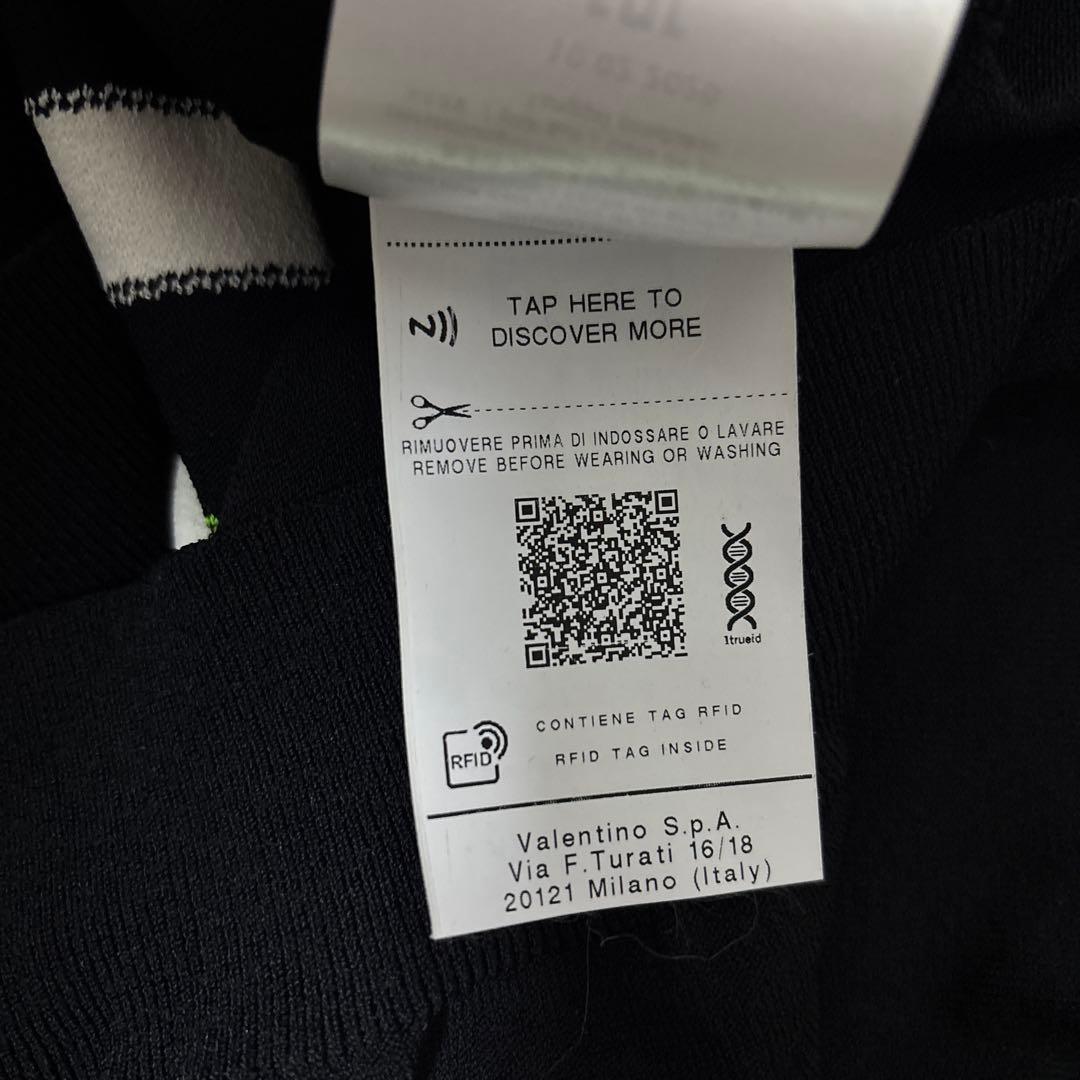 TAP HERE TO
DISCOVER MORE
RIMUOVERE PRIMA DI INDOSSARE O LAVARE
REMOVE BEFORE WEARING OR WASHING
1trueid
CONTIENE TAG RFID
RFID
RFID TAG INSIDE
Valentino S.p.A.
Via F.Turati 16/18
20121 Milano (Italy)